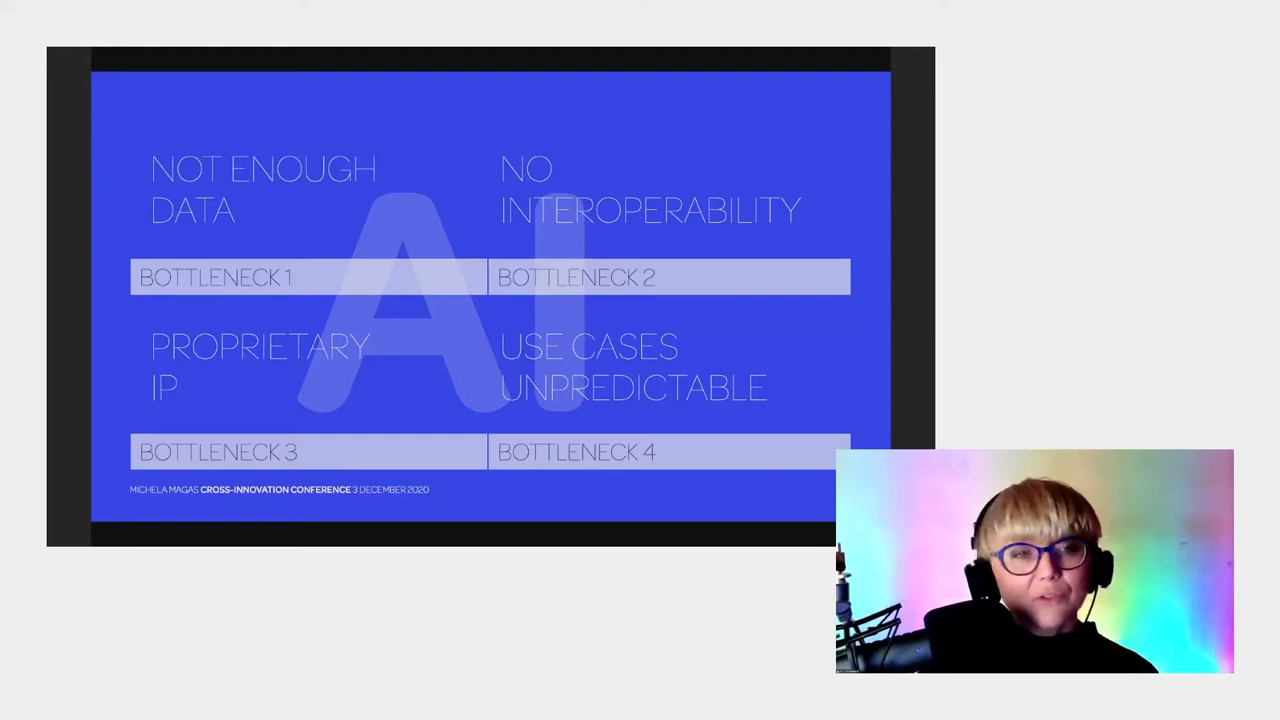 NOT ENOUGH
DATA
NO
INTEROPERABILITY
AI
BOTTLENECK 1
BOTTLENECK 2
PROPRIETARY
IP
USE CASES
UNPREDICTABLE
BOTTLENECK 3
BOTTLENECK 4
MICHELA MAGAS CROSS-INNOVATION CONFERENCE 3 DECEMBER 2020